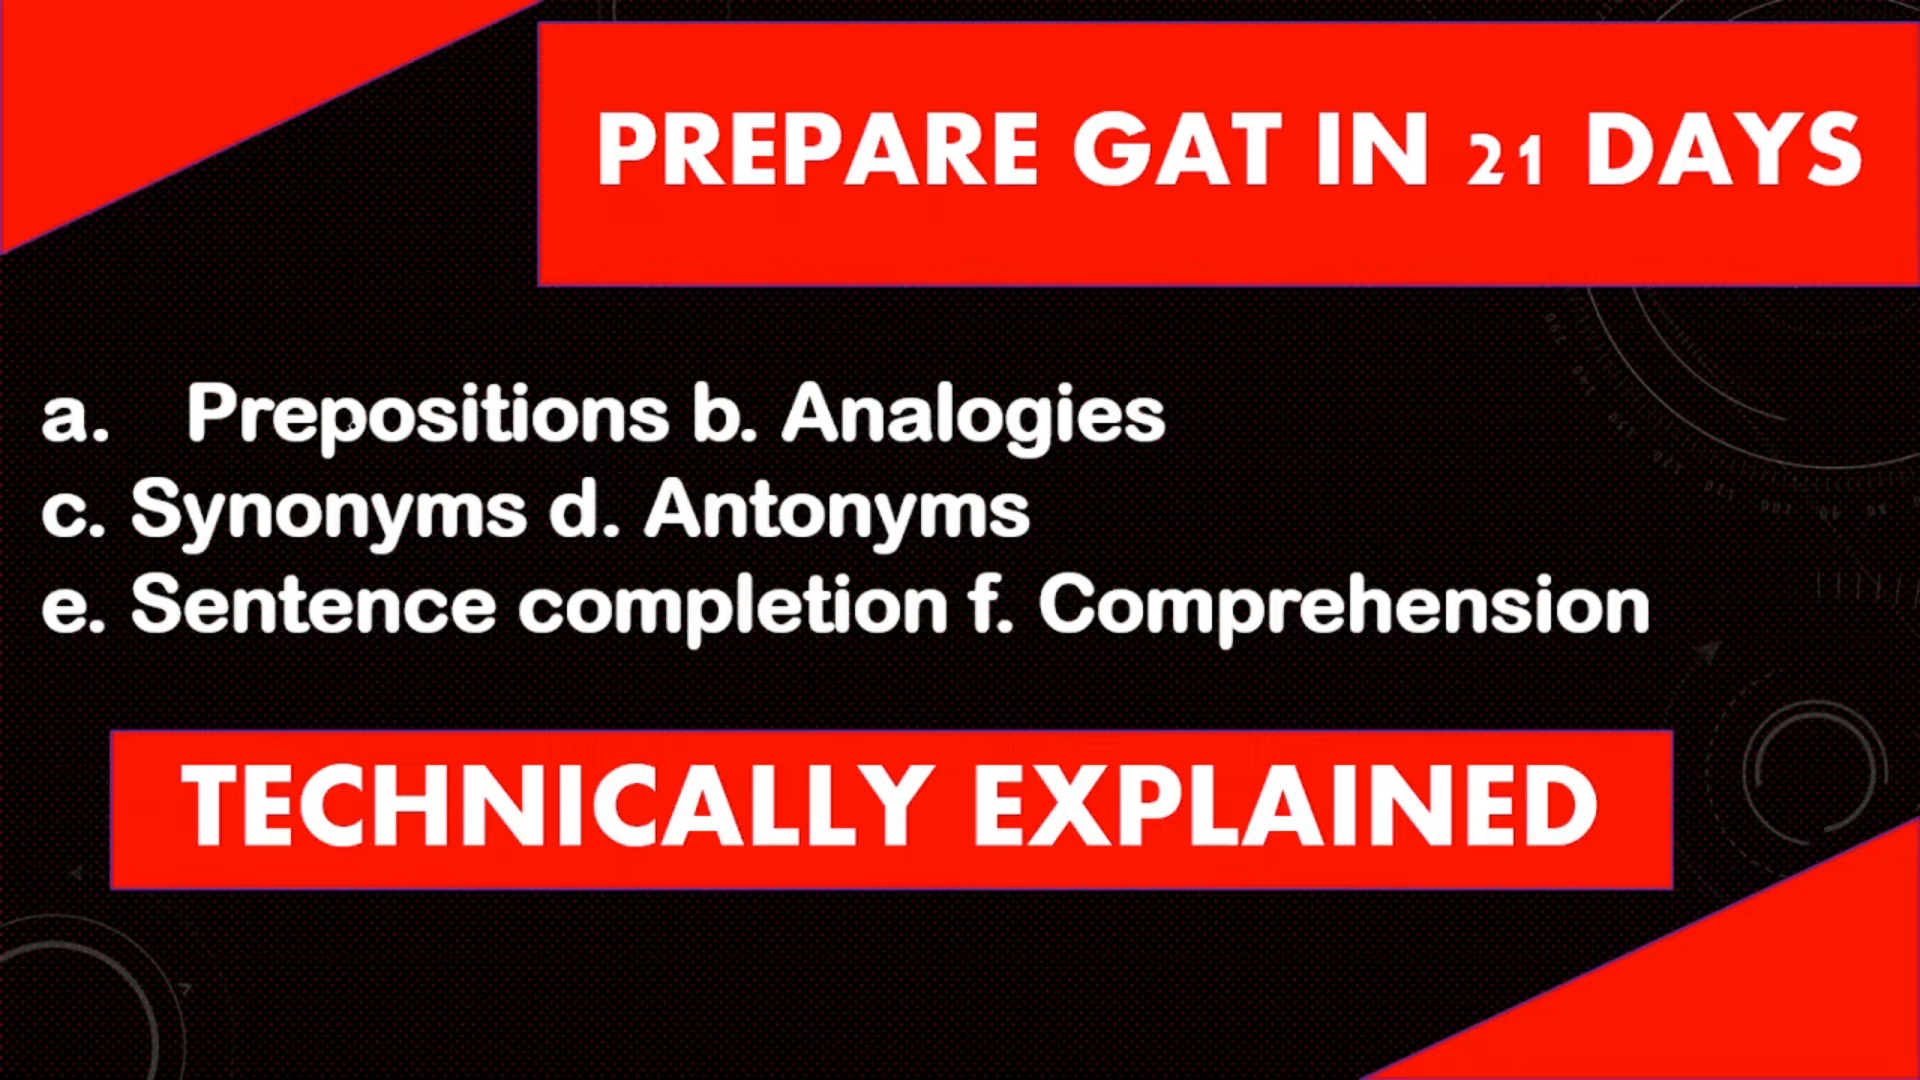 PREPARE GAT IN 21 DAYS
a. Prepositions b. Analogies
c. Synonyms d. Antonyms
e. Sentence completion f. Comprehension
TECHNICALLY EXPLAINED